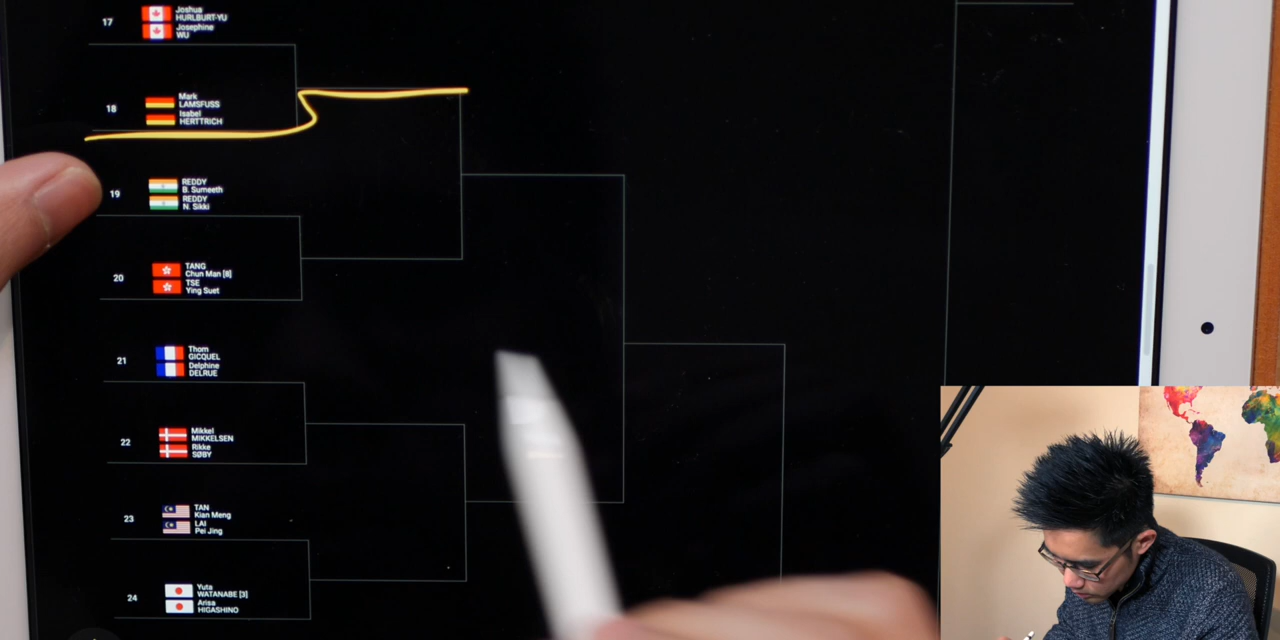 17
Joshua
HURLBURT-YU
Josephine
WU
18
Mark
LAMSFUSS
Isabel
HERTTRICH
19
REDDY
B. Sumeeth
REDDY
N. Sikki
20
TANG
Chun Man [8]
TSE
Ying Suet
21
Thom
GICQUEL
Delphine
DELRUE
22
Mikkel
MIKKELSEN
Rikke
SØBY
23
TAN
Kian Meng
LAI
Pei Jing
24
Yuta
WATANABE [3]
Arisa
HIGASHINO